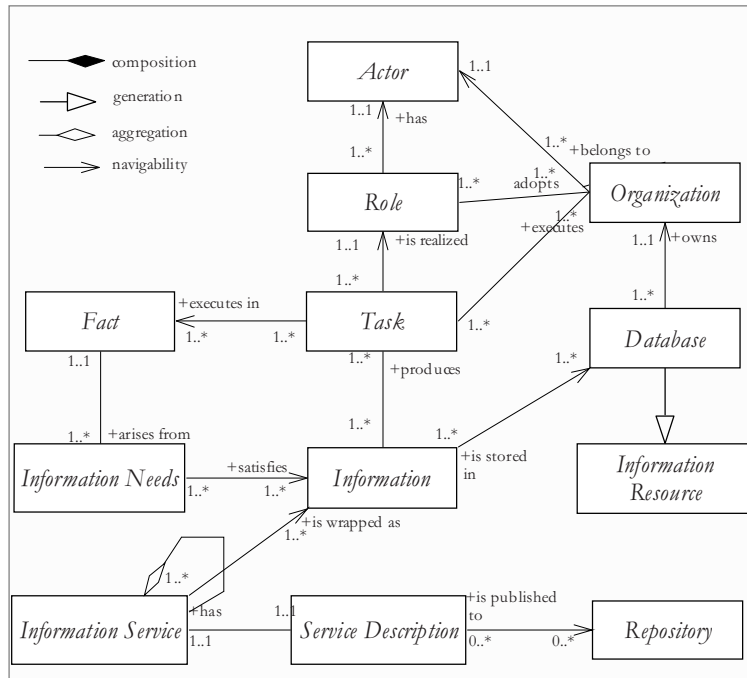 composition
generation
aggregation
navigability
Actor
1..1
1..1
+has
1..*
1..*
+belongs to
1..*
1..*
adopts
Role
Organization
1..*
+executes
1..1
+is realized
1..1
+owns
1..*
1..*
+executes in
Fact
Task
Database
1..*
1..*
1..*
1..1
1..*
+produces
1..*
1..*
+arises from
1..*
1..*
Information Needs
+satisfies
Information
+is stored
in
Information
Resource
1..*
1..*
+is wrapped as
1..*
1..*
+has
1..1
+is published
to
Information Service
Service Description
Repository
1..1
0..*
0..*